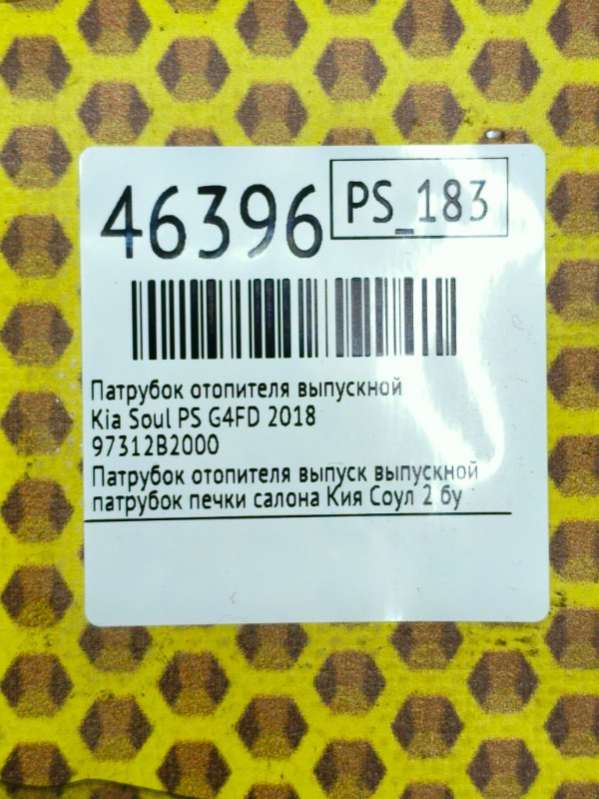 46396
PS_183
Патрубок отопителя выпускной
Kia Soul PS G4FD 2018
97312B2000
Патрубок отопителя выпуск выпускной
патрубок печки салона Кия Соул 2 бу